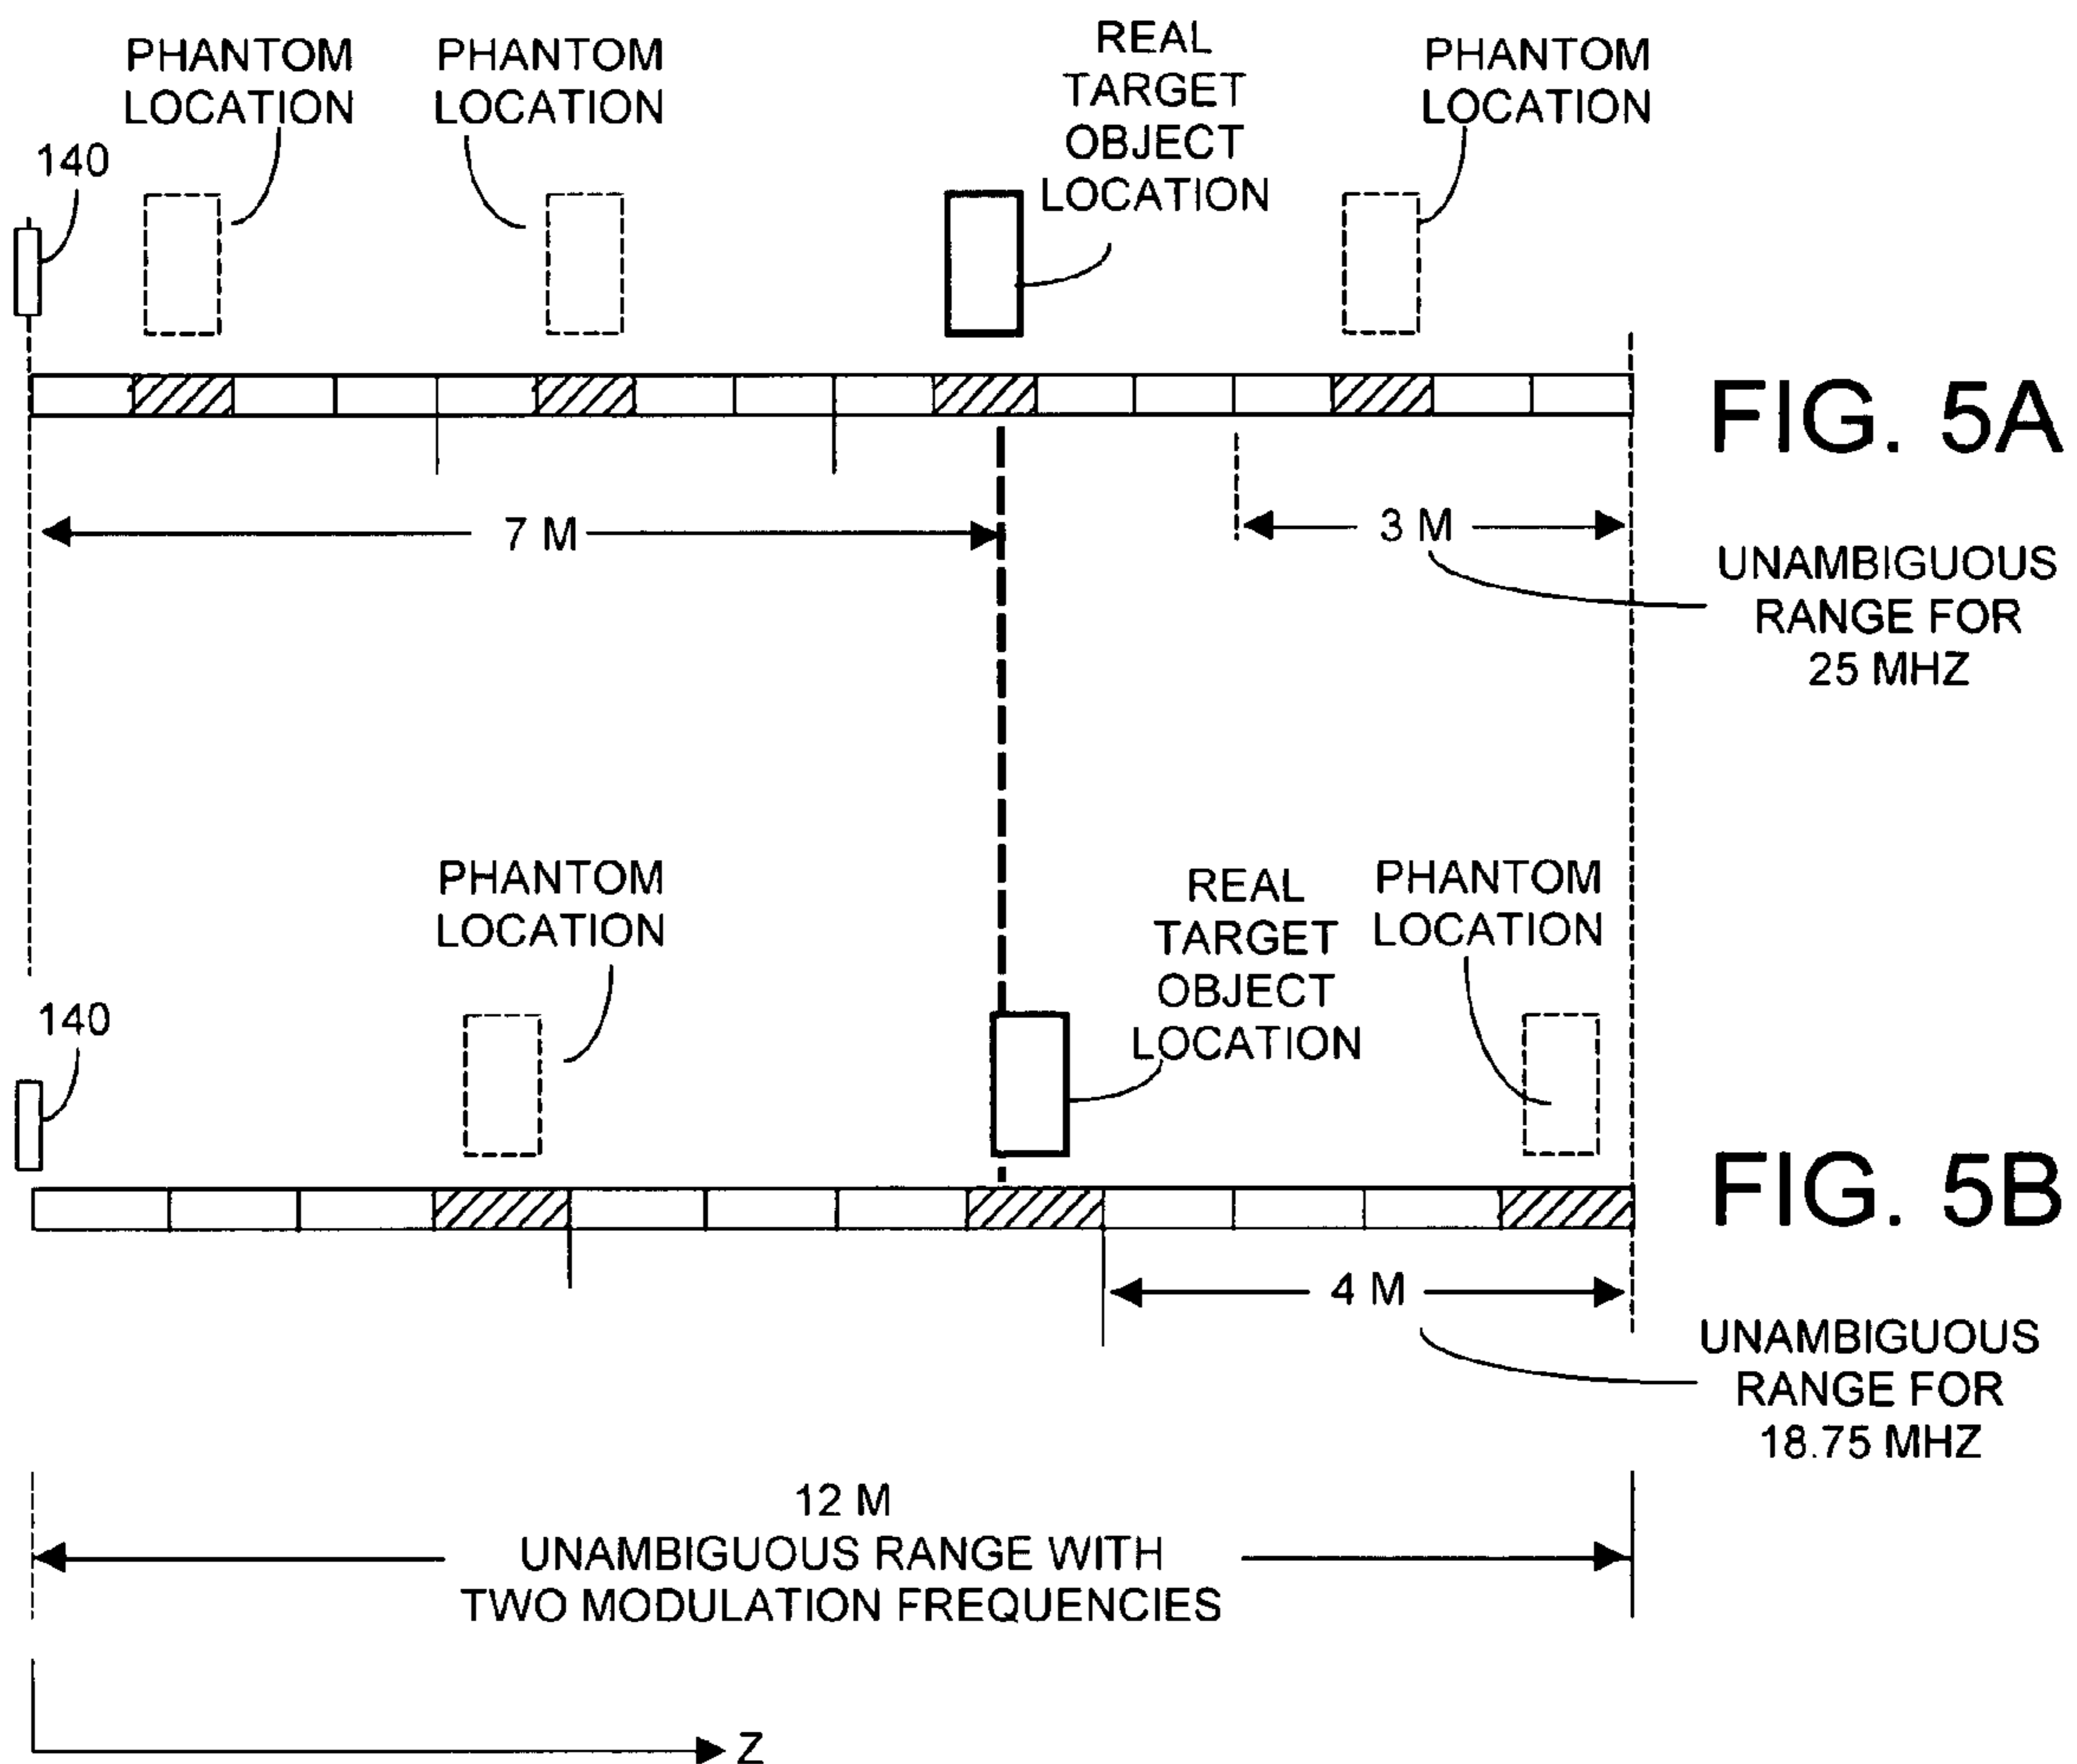 PHANTOM
LOCATION
PHANTOM
LOCATION
REAL
TARGET
OBJECT
LOCATION
PHANTOM
LOCATION
140
FIG. 5A
7 M
3 M
UNAMBIGUOUS
RANGE FOR
25 MHZ
PHANTOM
LOCATION
REAL
TARGET
OBJECT
LOCATION
PHANTOM
LOCATION
140
FIG. 5B
4 M
UNAMBIGUOUS
RANGE FOR
18.75 MHZ
12 M
UNAMBIGUOUS RANGE WITH
TWO MODULATION FREQUENCIES
Z